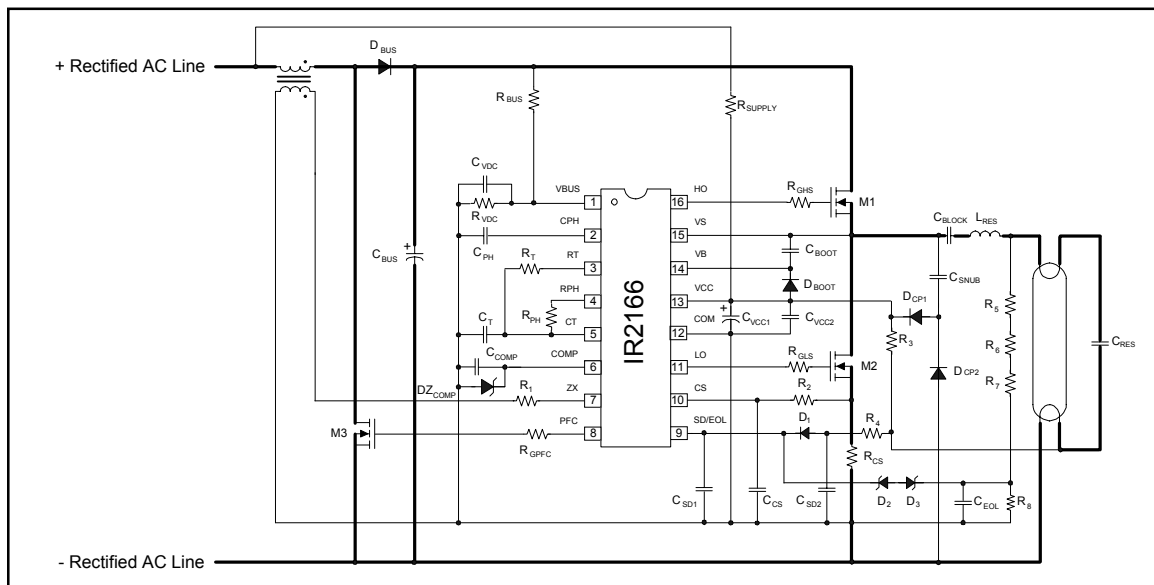 D BUS
+ Rectified AC Line
R BUS
R SUPPLY
C VDC
VBUS
HO
R GHS
1
16
M1
R VDC
CPH
VS
C BLOCK
L RES
2
15
C PH
C BOOT
C BUS
+
R T
RT
VB
C SNUB
3
14
RPH
VCC
D BOOT
D CP1
4
13
R 5
R PH
+
C VCC1
C VCC2
C T
CT
COM
R 3
5
12
IR2166
R 6
C RES
C COMP
COMP
LO
R GLS
M2
6
11
D CP2
DZ COMP
R 1
ZX
CS
R 2
R 7
7
10
M3
PFC
SD/EOL
D 1
R 4
8
9
R GPFC
R CS
C SD1
C CS
C SD2
D 2
D 3
C EOL
R 8
- Rectified AC Line